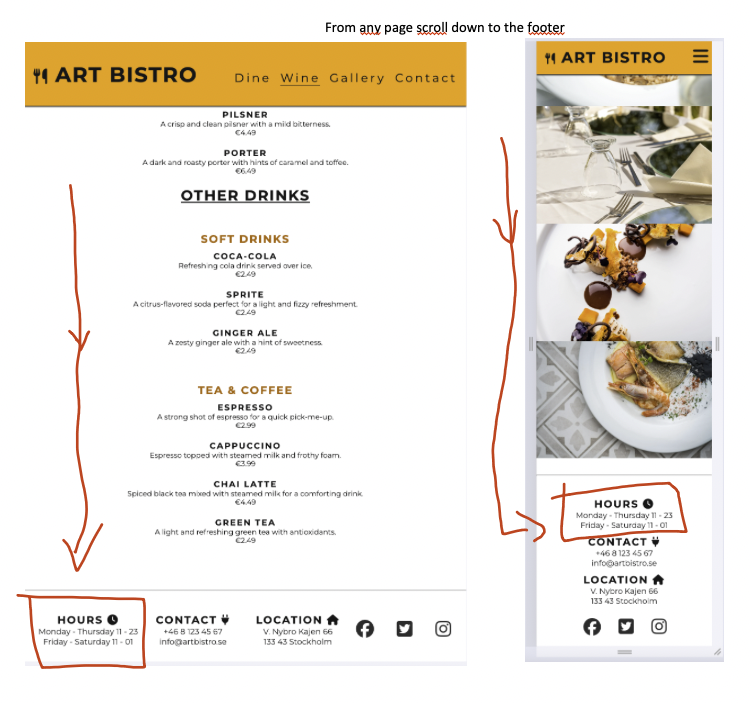 From any page scroll down to the footer
ART BISTRO
Dine Wine Gallery Contact
PILSNER
A crisp and clean pilsner with a mild bitterness.
€4.49
PORTER
A dark and roasty porter with hints of caramel and toffee.
€6.49
OTHER DRINKS
SOFT DRINKS
COCA-COLA
Refreshing cola drink served over ice.
€2.49
SPRITE
A citrus-flavored soda perfect for a light and fizzy refreshment.
€2.49
GINGER ALE
A zesty ginger ale with a hint of sweetness.
€2.49
TEA & COFFEE
ESPRESSO
A strong shot of espresso for a quick pick-me-up.
€2.99
CAPPUCCINO
Espresso topped with steamed milk and frothy foam.
€3.99
CHAI LATTE
Spiced black tea mixed with steamed milk for a comforting drink.
€4.49
GREEN TEA
A light and refreshing green tea with antioxidants.
€2.49
HOURS
Monday - Thursday 11 - 23
Friday - Saturday 11 - 01
CONTACT
+46 8 123 45 67
info@artbistro.se
LOCATION
V. Nybro Kajen 66
133 43 Stockholm
ART BISTRO
HOURS
Monday - Thursday 11 - 23
Friday - Saturday 11 - 01
CONTACT
+46 8 123 45 67
info@artbistro.se
LOCATION
V. Nybro Kajen 66
133 43 Stockholm